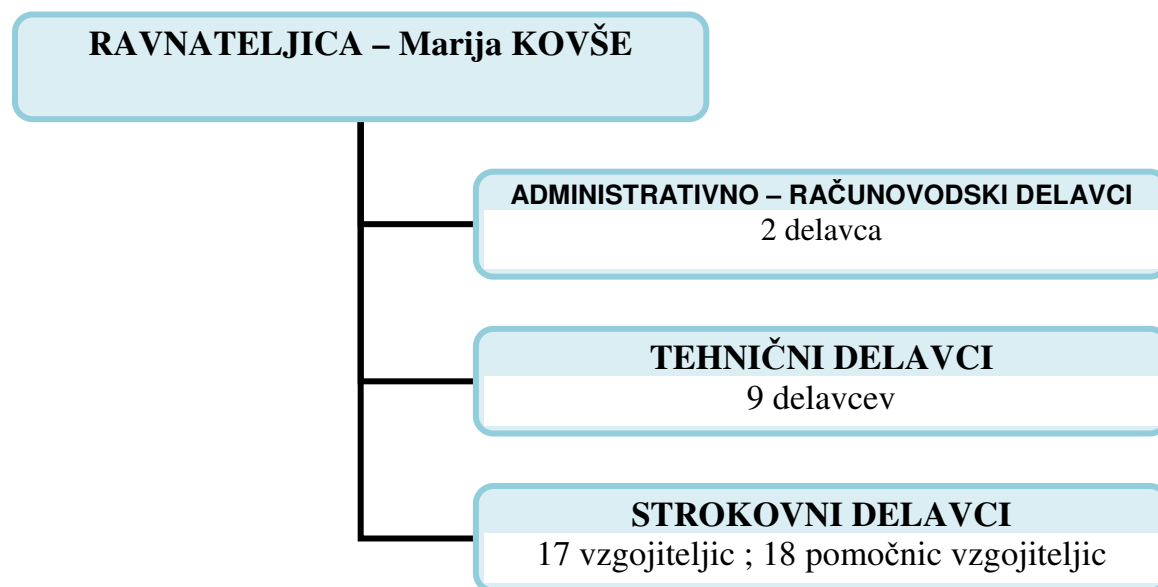 RAVNATELJICA – Marija KOVŠE
ADMINISTRATIVNO – RAČUNOVODSKI DELAVCI
2 delavca
TEHNIČNI DELAVCI
9 delavcev
STROKOVNI DELAVCI
17 vzgojiteljic ; 18 pomočnic vzgojiteljic